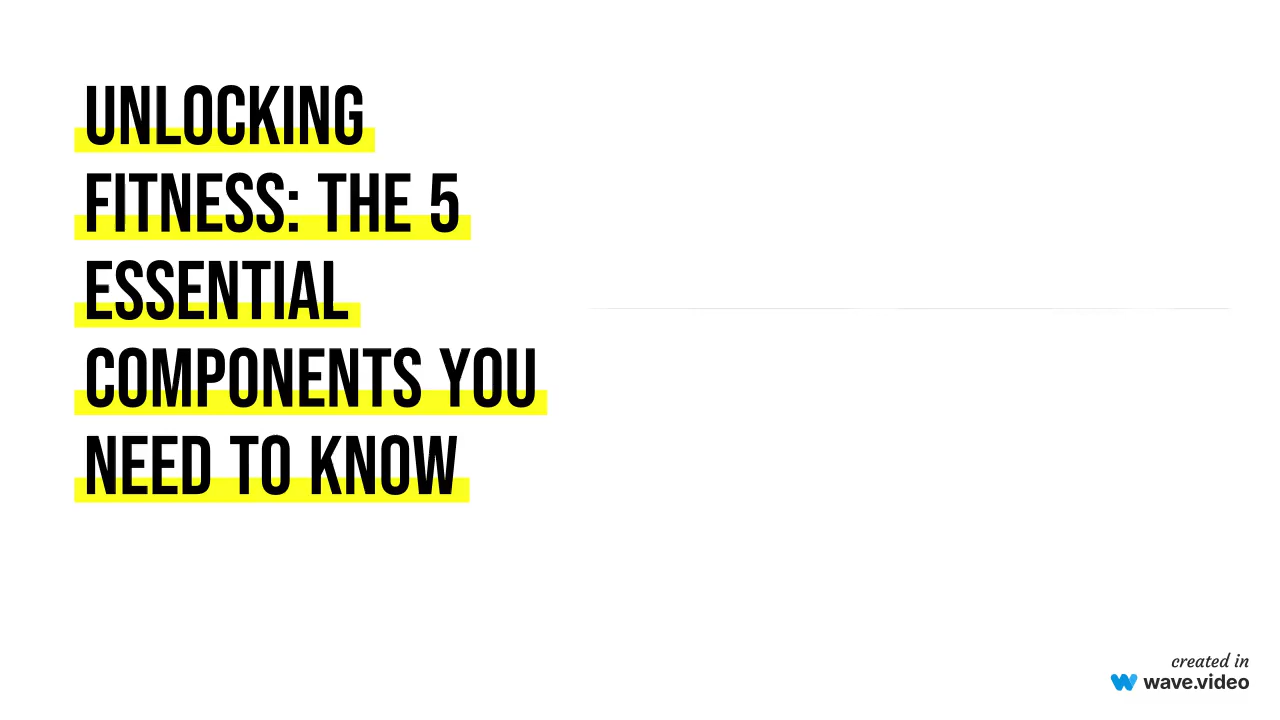 UNLOCKING
FITNESS: THE 5
ESSENTIAL
COMPONENTS YOU
NEED TO KNOW
created in
wave.video